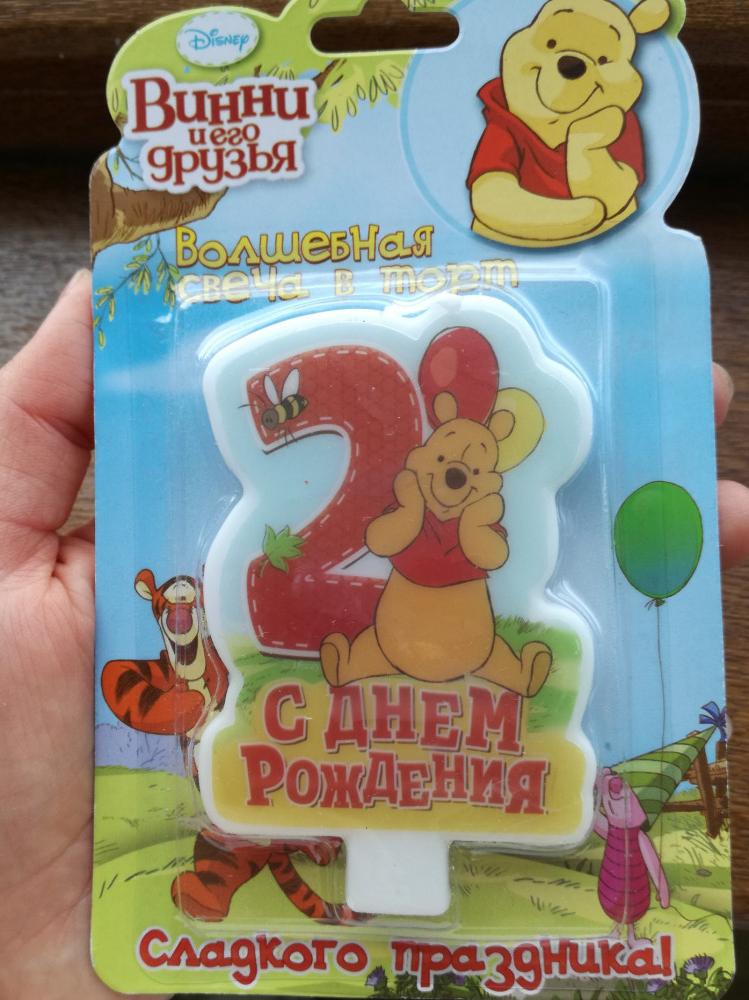 Disney
Винни
и его
друзья
Волшебная
свеча в торт
2
С ДНЕМ
РОЖДЕНИЯ
Сладкого праздника!